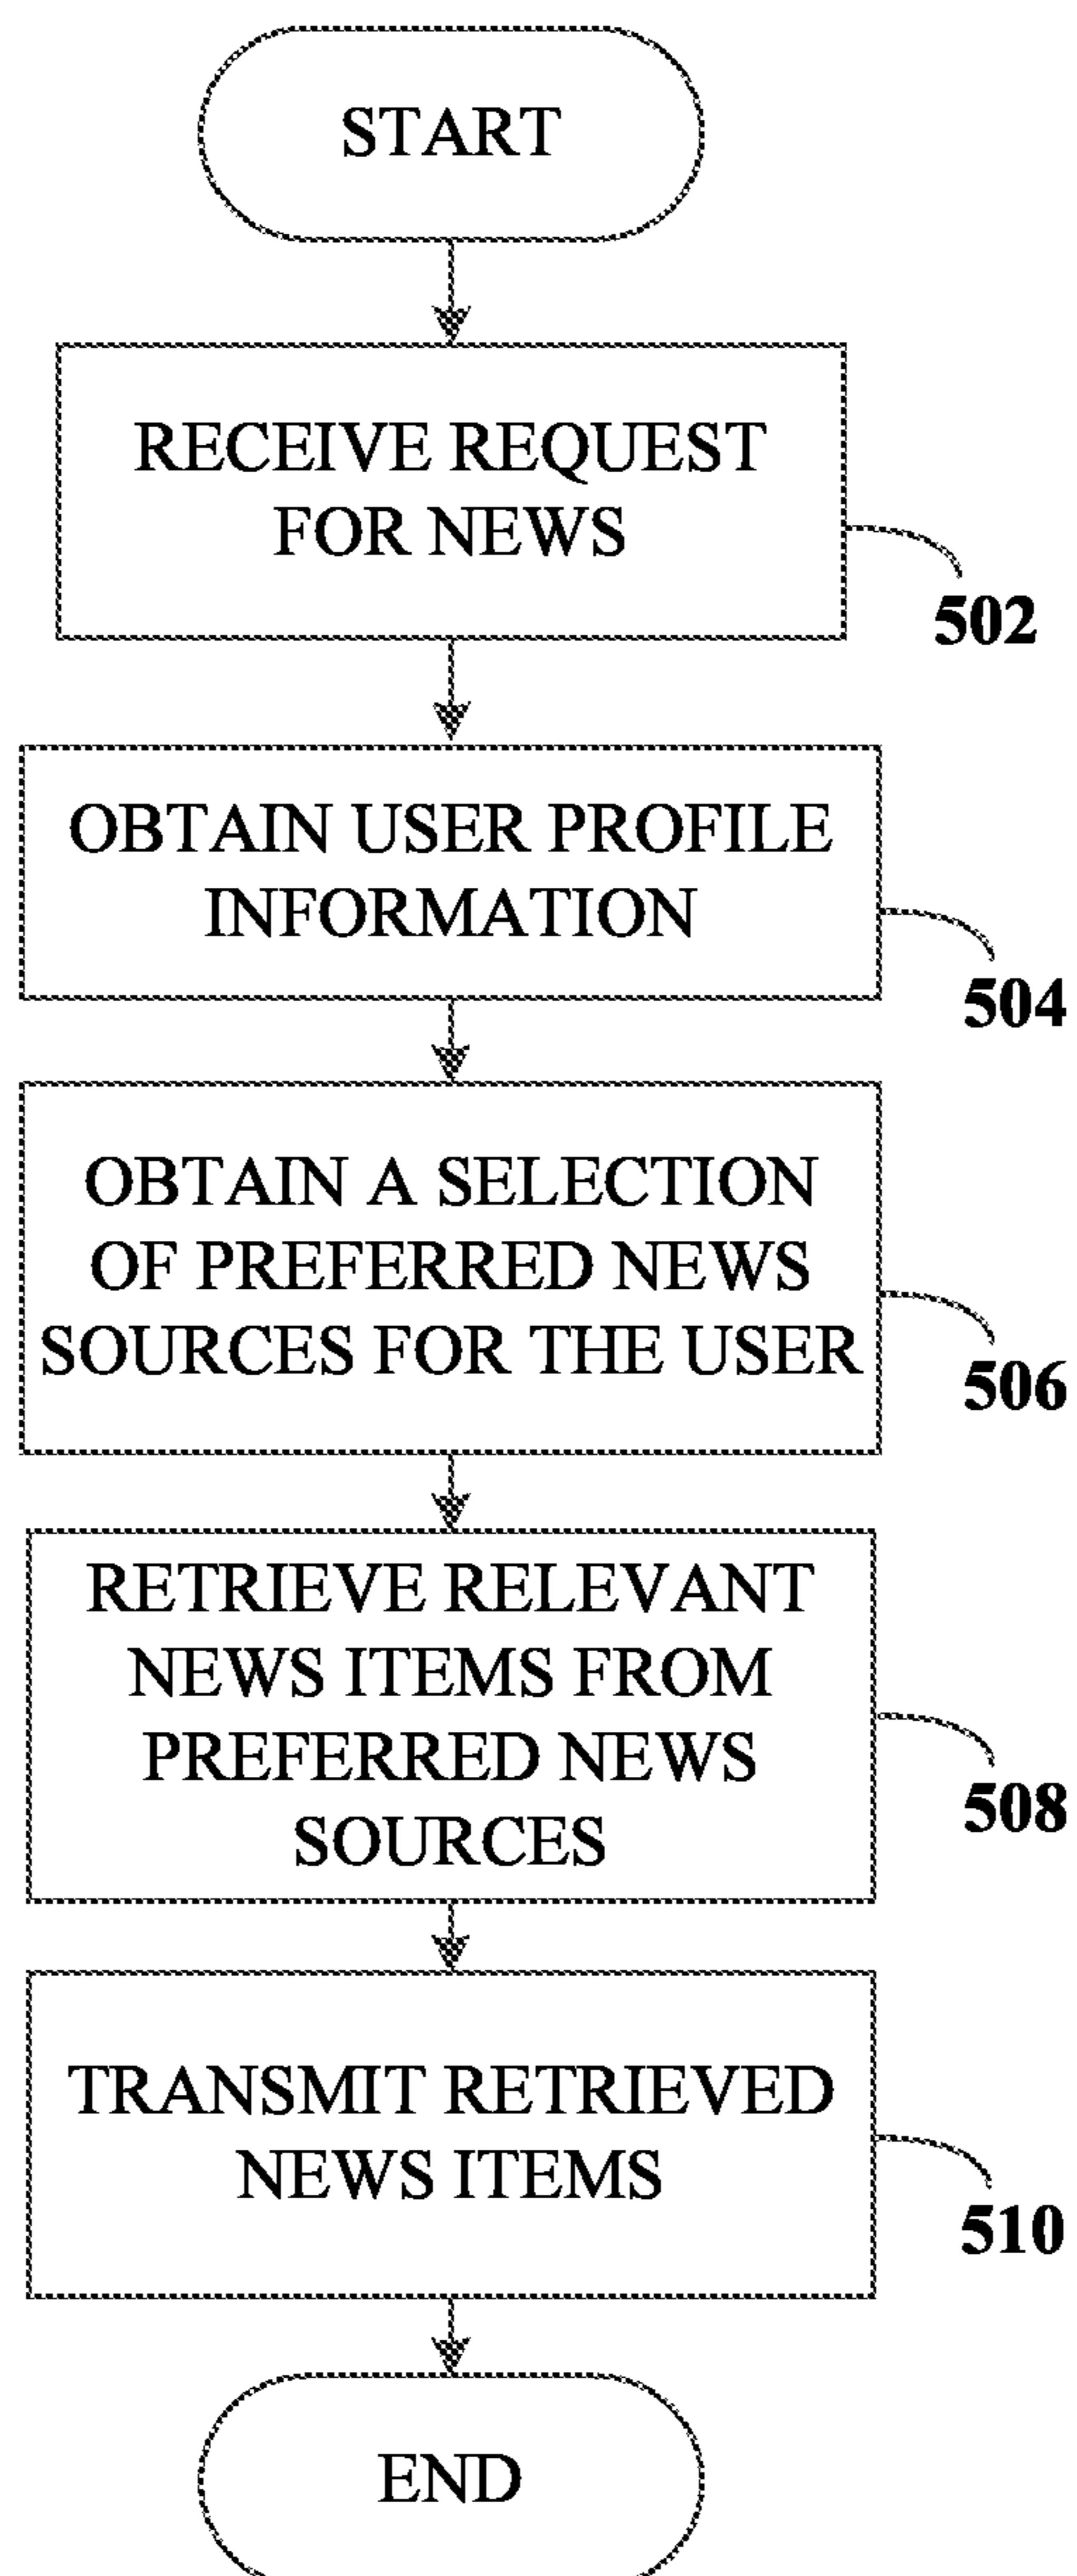 START
RECEIVE REQUEST
FOR NEWS
502
OBTAIN USER PROFILE
INFORMATION
504
OBTAIN A SELECTION
OF PREFERRED NEWS
SOURCES FOR THE USER
506
RETRIEVE RELEVANT
NEWS ITEMS FROM
PREFERRED NEWS
SOURCES
508
TRANSMIT RETRIEVED
NEWS ITEMS
510
END